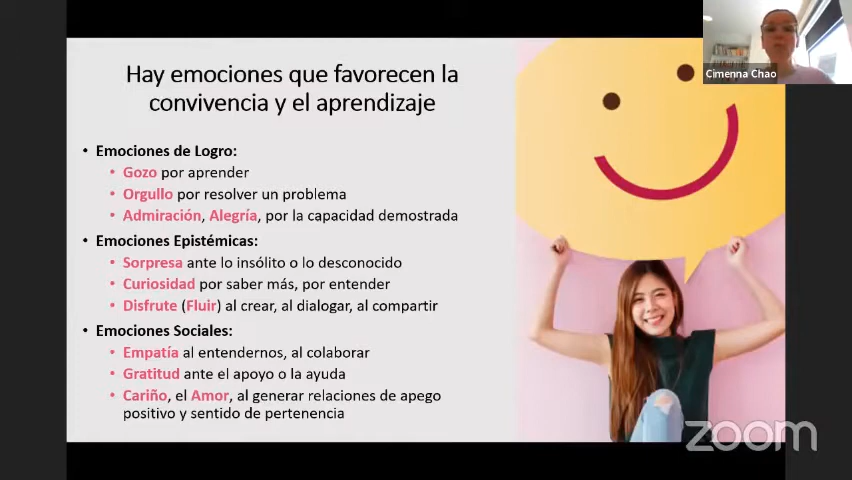 Cimenna Chao
Hay emociones que favorecen la
convivencia y el aprendizaje
• Emociones de Logro:
• Gozo por aprender
• Orgullo por resolver un problema
• Admiración, Alegría, por la capacidad demostrada
• Emociones Epistémicas:
• Sorpresa ante lo insólito o lo desconocido
• Curiosidad por saber más, por entender
• Disfrute (Fluir) al crear, al dialogar, al compartir
• Emociones Sociales:
• Empatía al entendernos, al colaborar
• Gratitud ante el apoyo o la ayuda
• Cariño, el Amor, al generar relaciones de apego
positivo y sentido de pertenencia
zoom